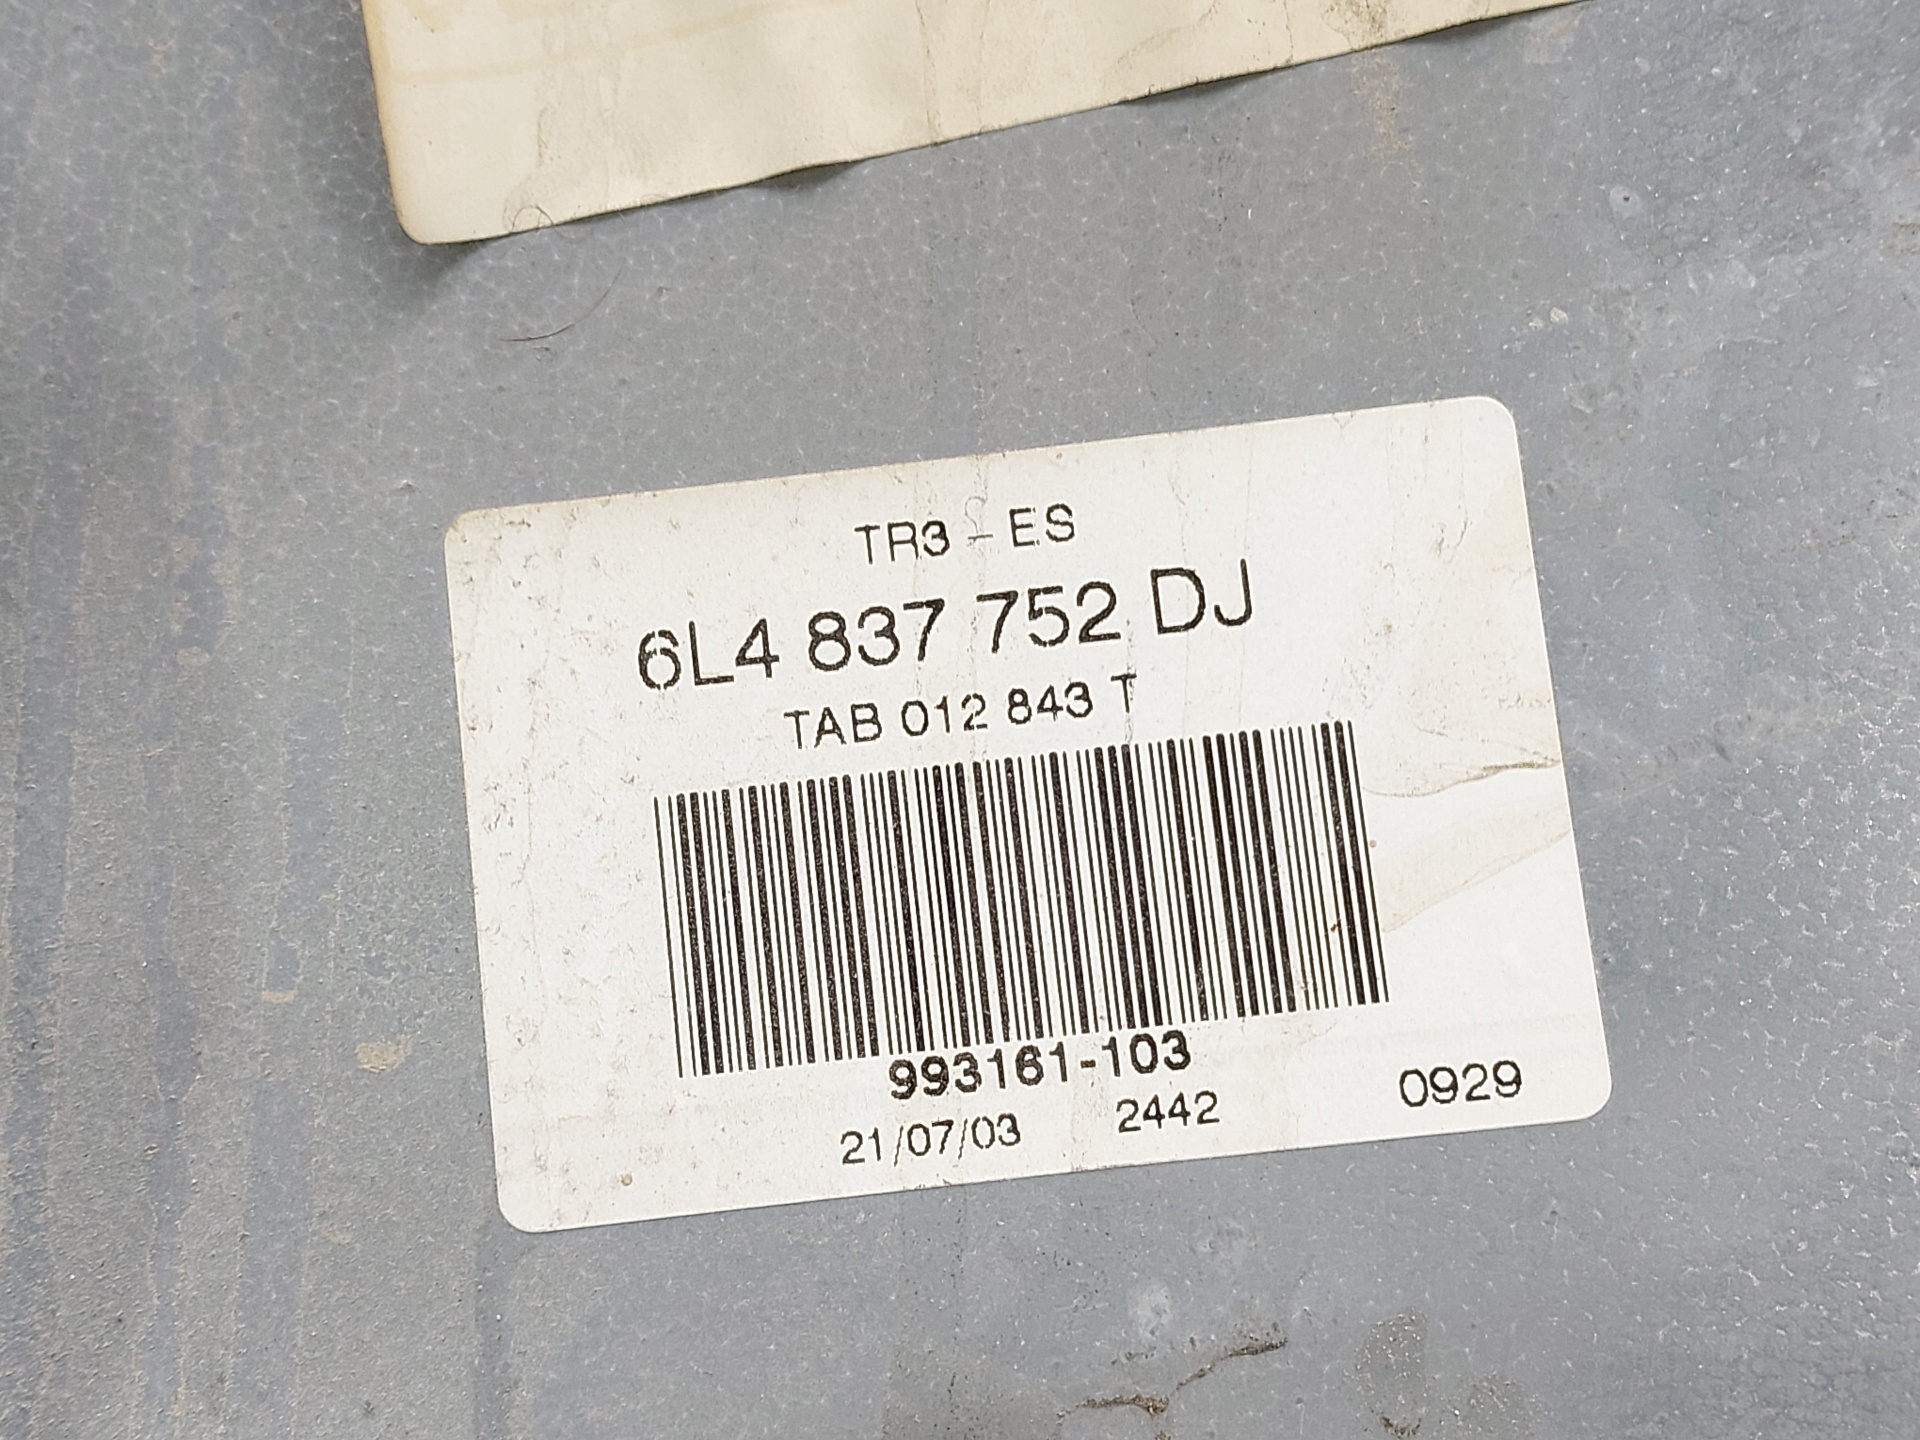 TR3 - ES
6L4 837 752 DJ
TAB 012 843 T
993161-103
21/07/03 2442 0929